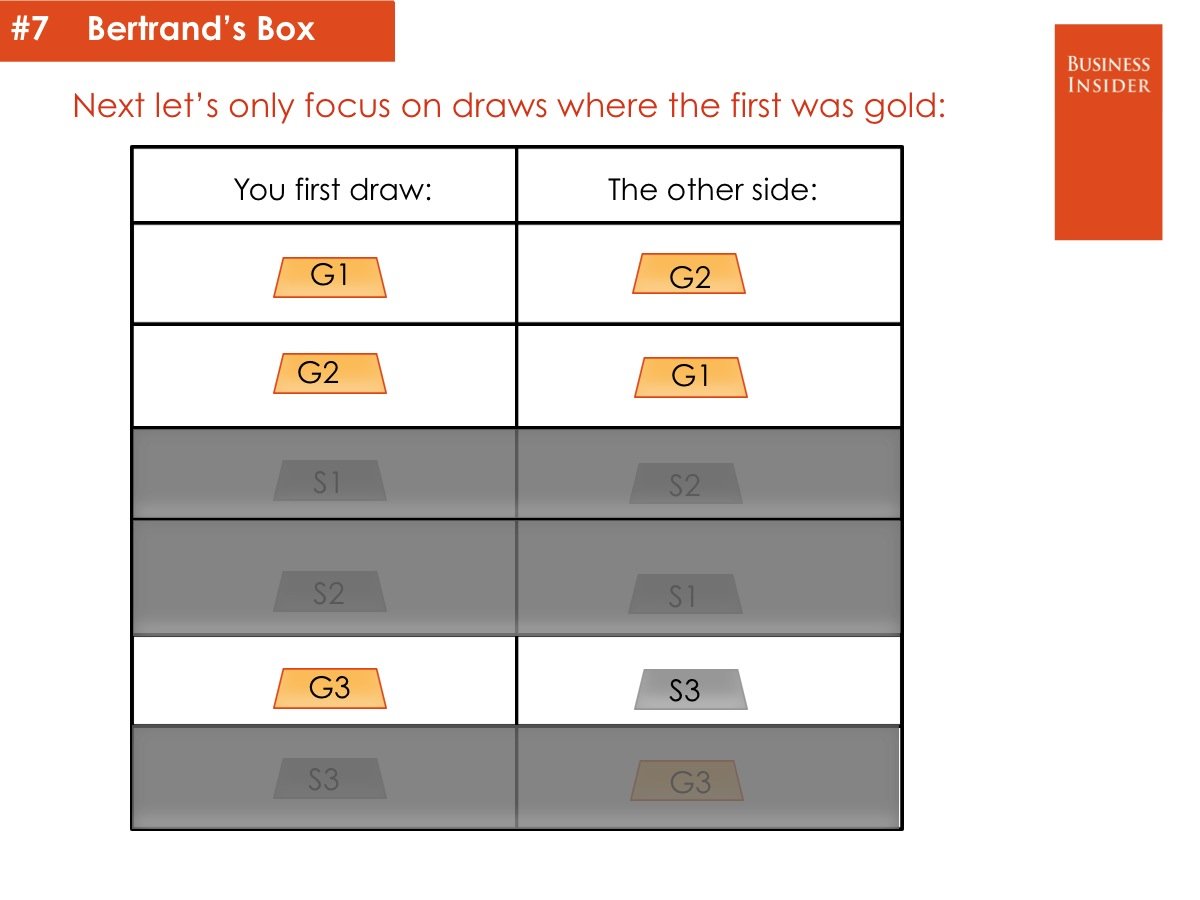 #7 Bertrand's Box
BUSINESS
INSIDER
Next let's only focus on draws where the first was gold:
You first draw: The other side:
G1 G2
G2 G1
S1 S2
S2 S1
G3 S3
S3 G3